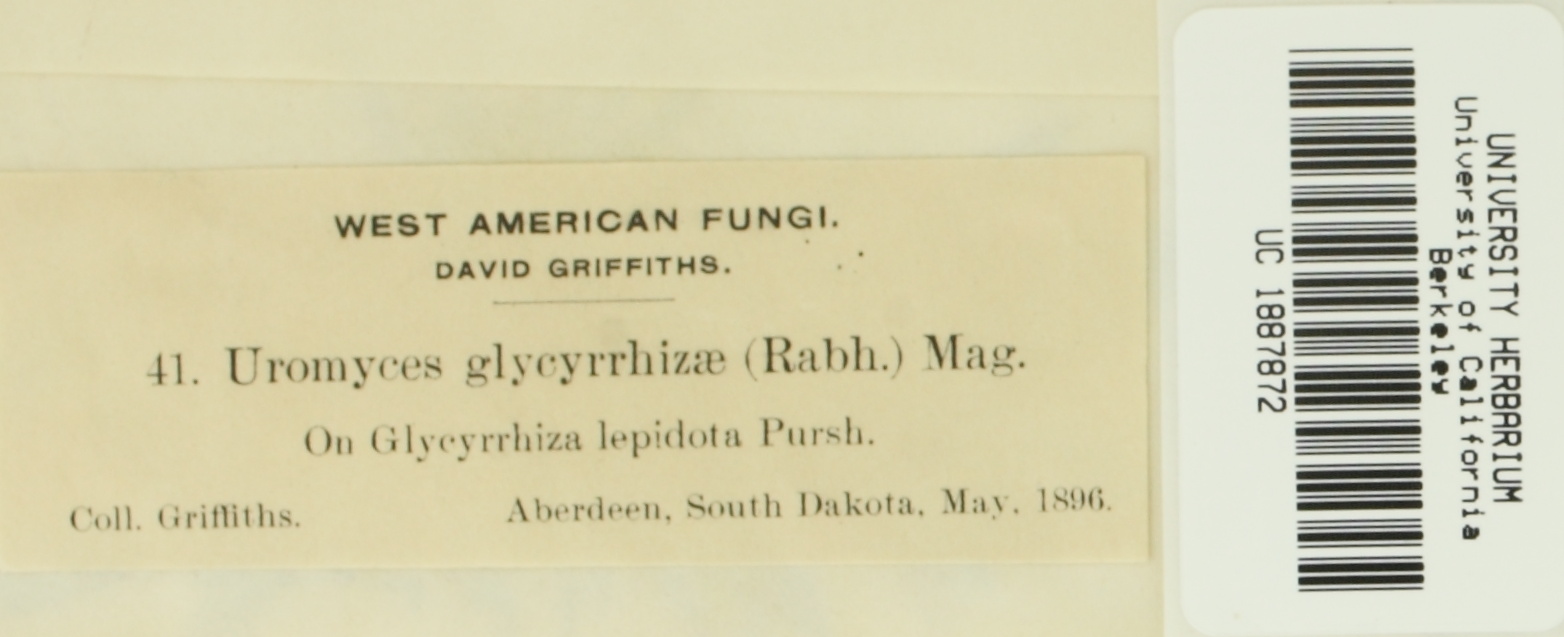 WEST AMERICAN FUNGI.
DAVID GRIFFITHS.
41. Uromyces glycyrrhizæ (Rabh.) Mag.
On Glycyrrhiza lepidota Pursh.
Coll. Griffiths. Aberdeen, South Dakota, May, 1896.
UNIVERSITY HERBARIUM
University of California
Berkeley
UC 1887872